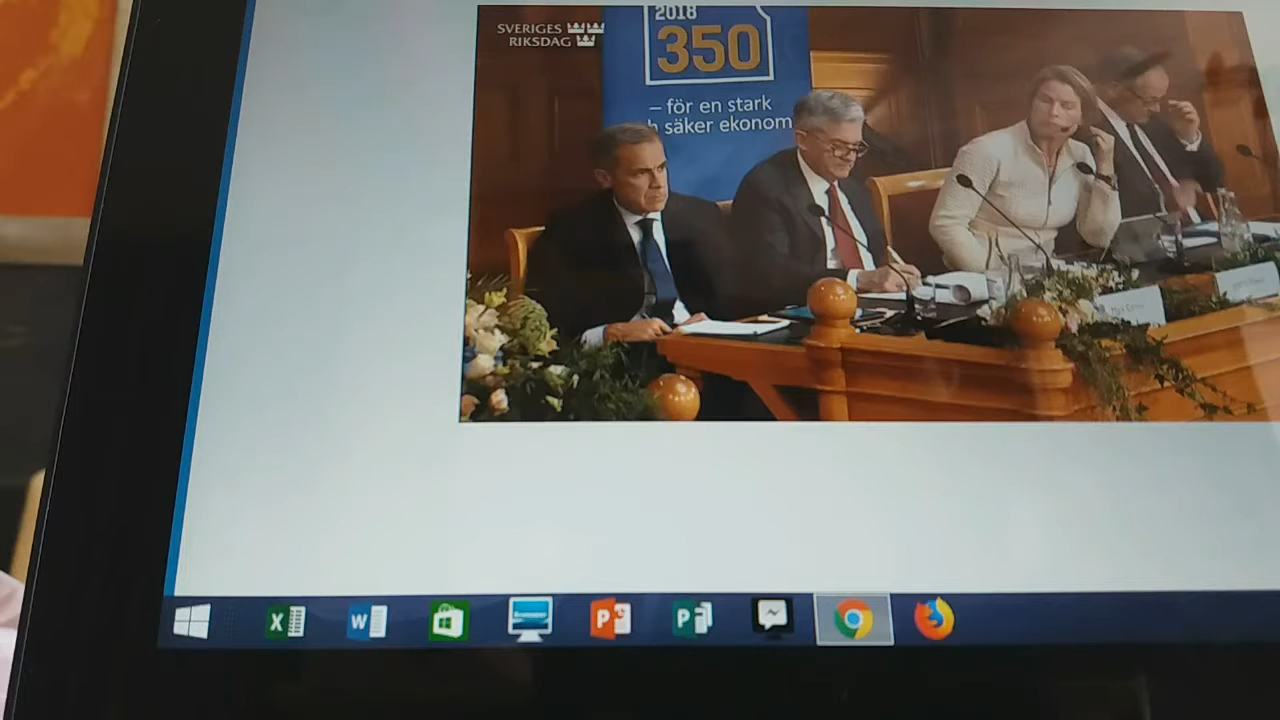 SVERIGES
RIKSDAG
2018
350
– för en stark
h säker ekonom